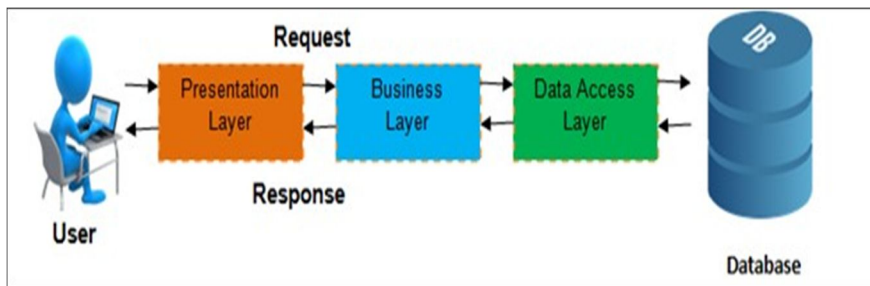 Request
Presentation
Layer
Business
Layer
Data Access
Layer
DB
Response
User
Database